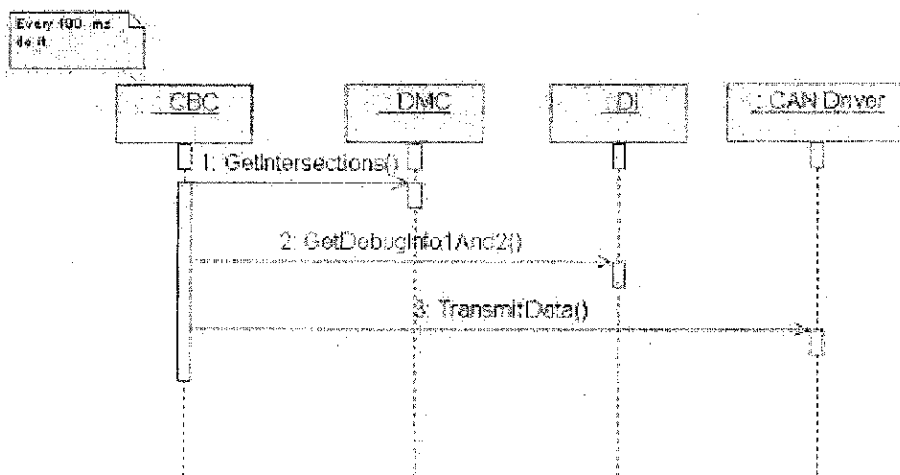 Every 100 ms
do it
: CBC
: DMC
: DI
: CAN Driver
1: GetIntersections()
2: GetDebugInfo1And2()
3: TransmitData()